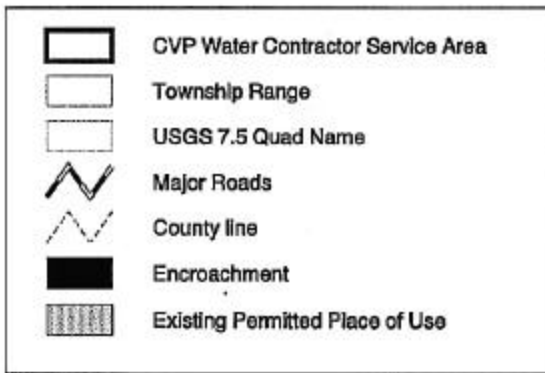 CVP Water Contractor Service Area
Township Range
USGS 7.5 Quad Name
Major Roads
County line
Encroachment
Existing Permitted Place of Use